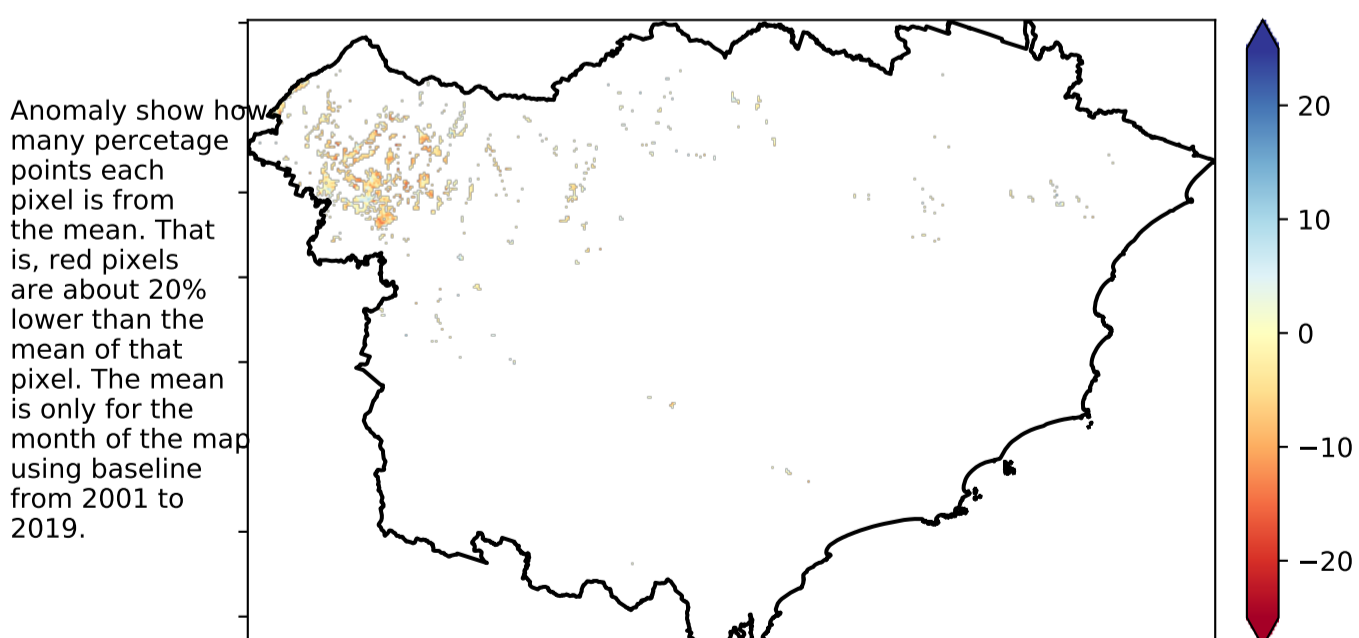 Anomaly show how
many percetage
points each
pixel is from
the mean. That
is, red pixels
are about 20%
lower than the
mean of that
pixel. The mean
is only for the
month of the map
using baseline
from 2001 to
2019.
20
10
0
−10
−20